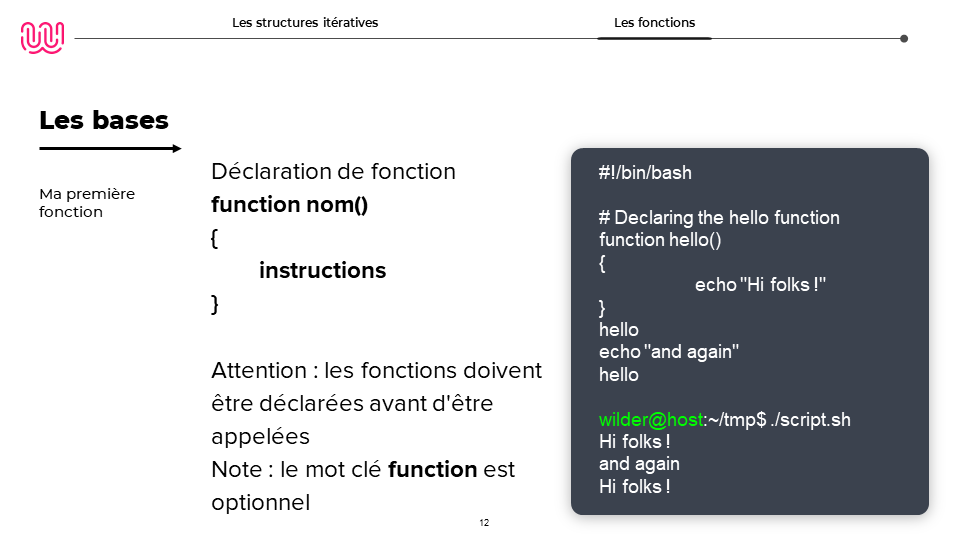 Les structures itératives
Les fonctions
Les bases
Ma première
fonction
Déclaration de fonction
function nom()
{
instructions
}
Attention : les fonctions doivent
être déclarées avant d'être
appelées
Note : le mot clé function est
optionnel
#!/bin/bash
# Declaring the hello function
function hello()
{
echo "Hi folks !"
}
hello
echo "and again"
hello
wilder@host:~/tmp$ ./script.sh
Hi folks !
and again
Hi folks !
12